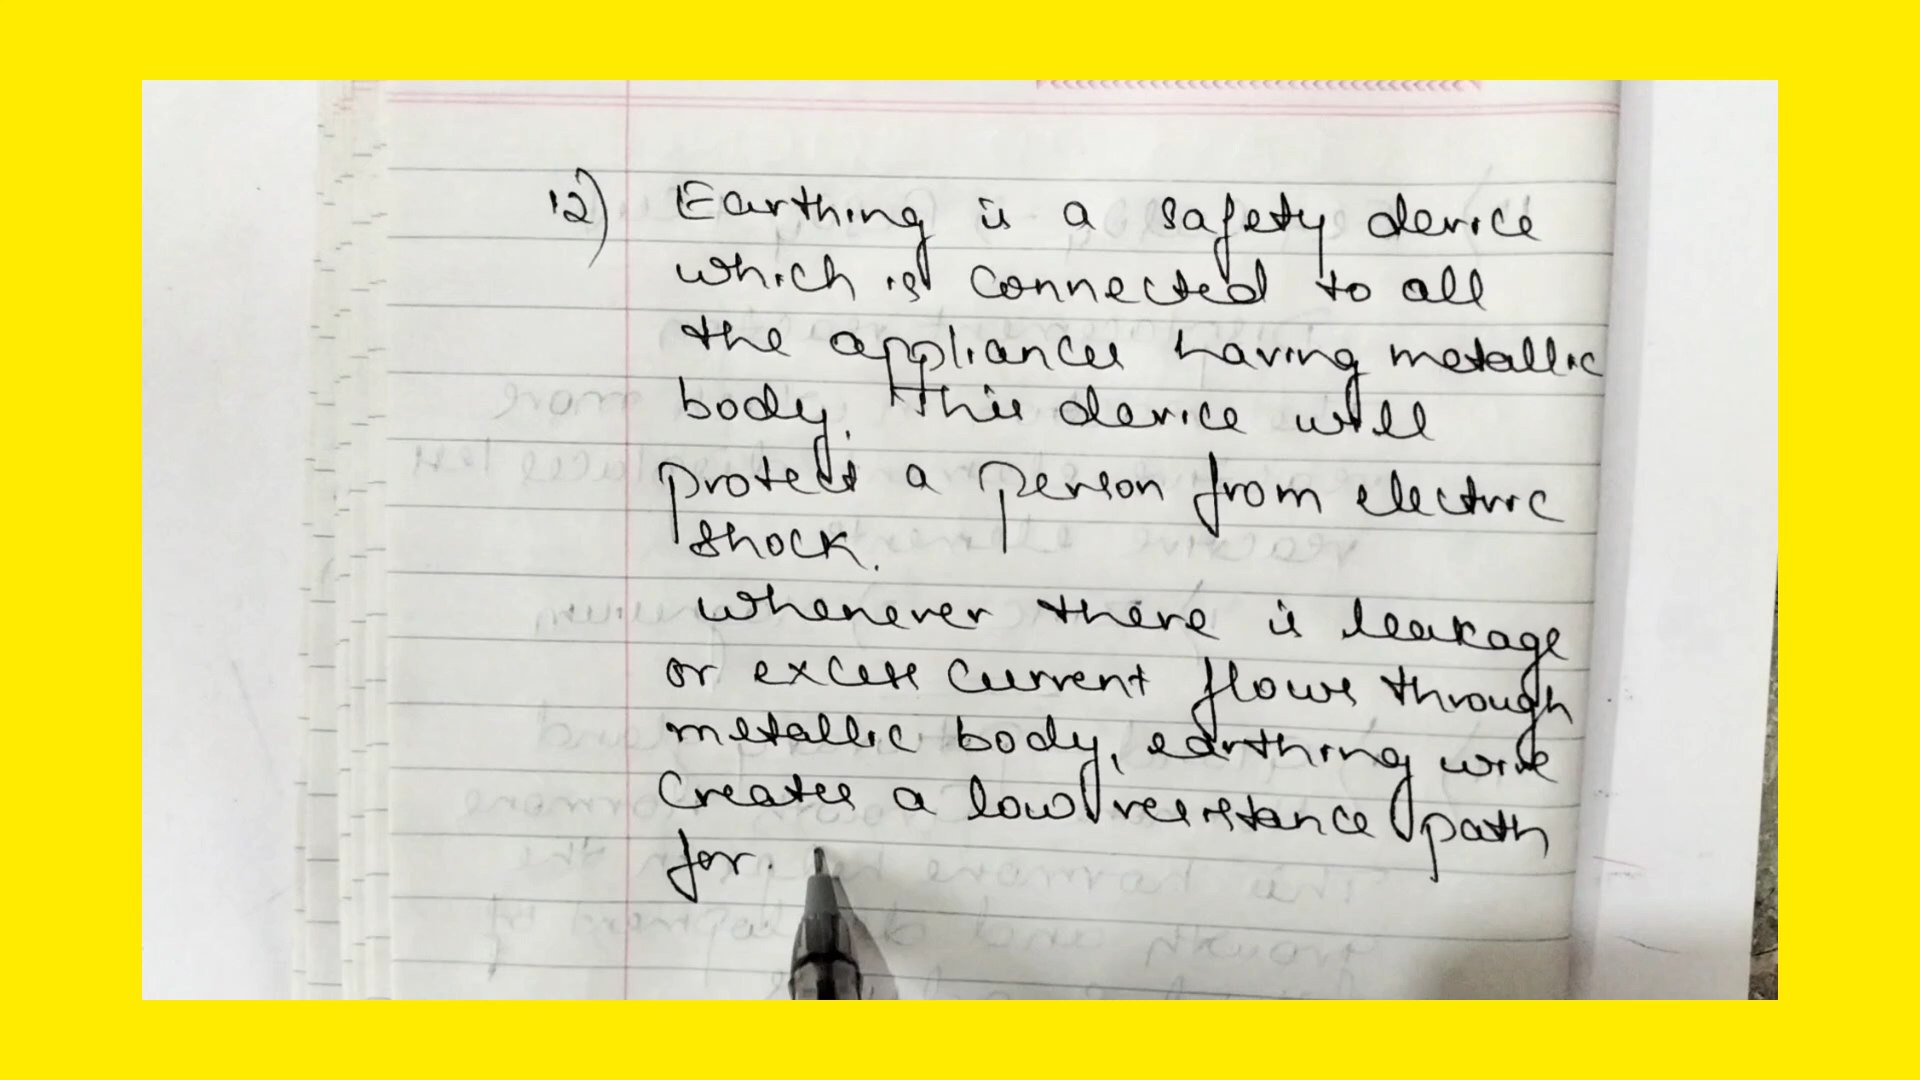 12) Earthing is a safety device
which is connected to all
the appliances having metallic
body. This device will
protect a person from electric
shock.
Whenever there is leakage
or excess current flows through
metallic body, earthing wire
creates a low resistance path
for.